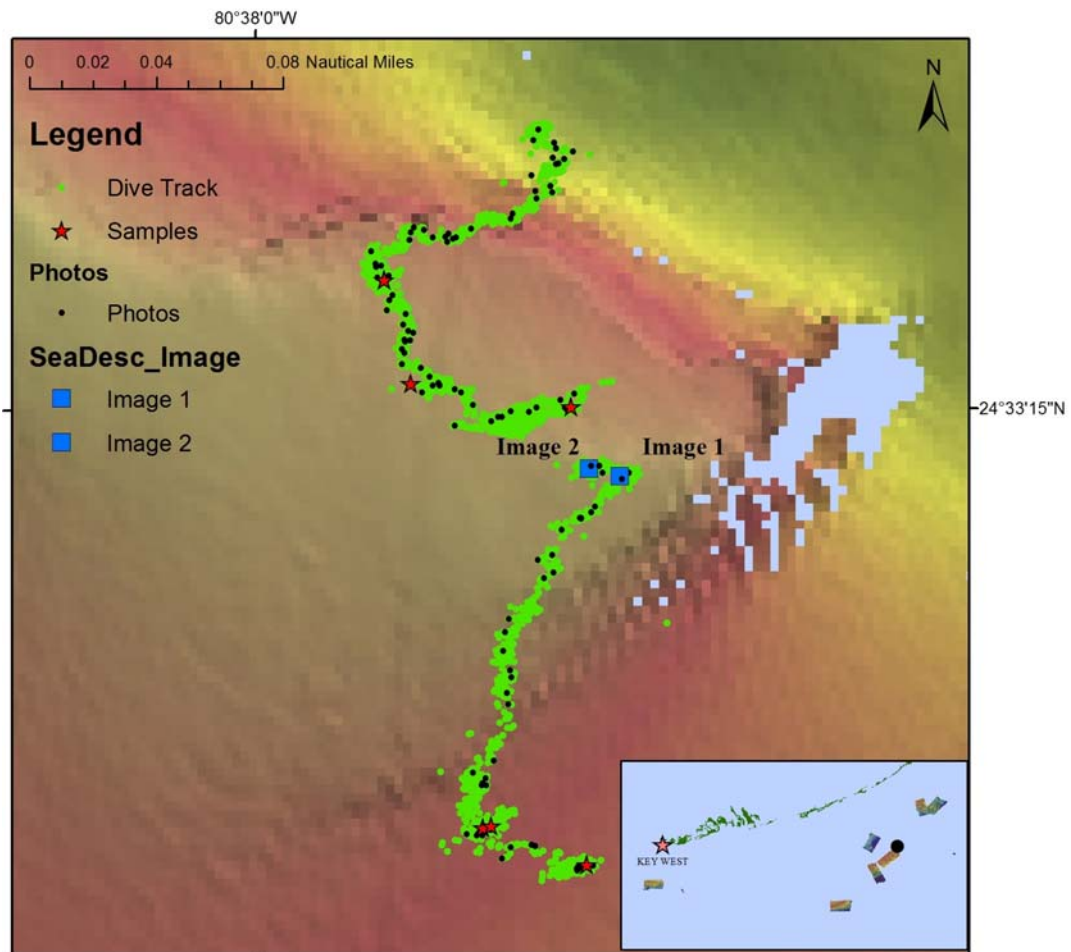 80°38'0"W
0 0.02 0.04 0.08 Nautical Miles
N
Legend
Dive Track
Samples
Photos
Photos
SeaDesc_Image
Image 1
Image 2
24°33'15"N
Image 2 Image 1
KEY WEST